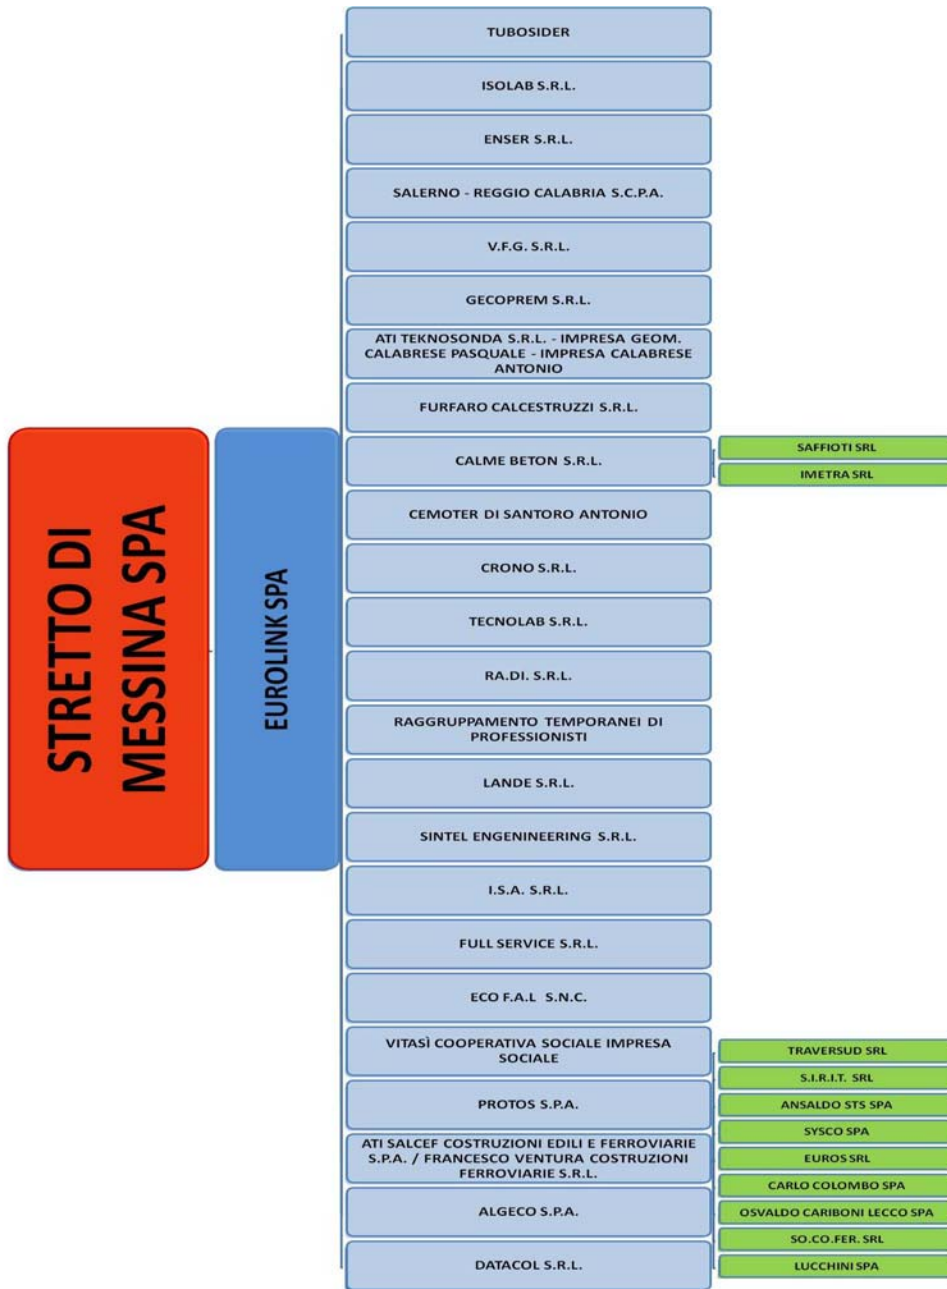 STRETTO DI
MESSINA SPA
EUROLINK SPA
TUBOSIDER
ISOLAB S.R.L.
ENSER S.R.L.
SALERNO - REGGIO CALABRIA S.C.P.A.
V.F.G. S.R.L.
GECOPREM S.R.L.
ATI TEKNOSONDA S.R.L. - IMPRESA GEOM.
CALABRESE PASQUALE - IMPRESA CALABRESE
ANTONIO
FURFARO CALCESTRUZZI S.R.L.
CALME BETON S.R.L.
SAFFIOTI SRL
IMETRA SRL
CEMOTER DI SANTORO ANTONIO
CRONO S.R.L.
TECNOLAB S.R.L.
RA.DI. S.R.L.
RAGGRUPPAMENTO TEMPORANEI DI
PROFESSIONISTI
LANDE S.R.L.
SINTEL ENGENINEERING S.R.L.
I.S.A. S.R.L.
FULL SERVICE S.R.L.
ECO F.A.L S.N.C.
VITASÌ COOPERATIVA SOCIALE IMPRESA
SOCIALE
PROTOS S.P.A.
ATI SALCEF COSTRUZIONI EDILI E FERROVIARIE
S.P.A. / FRANCESCO VENTURA COSTRUZIONI
FERROVIARIE S.R.L.
TRAVERSUD SRL
S.I.R.I.T. SRL
ANSALDO STS SPA
SYSCO SPA
EUROS SRL
CARLO COLOMBO SPA
OSVALDO CARIBONI LECCO SPA
SO.CO.FER. SRL
LUCCHINI SPA
ALGECO S.P.A.
DATACOL S.R.L.